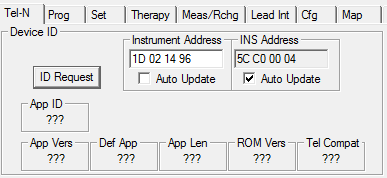 Tel-N Prog Set Therapy Meas/Rchg Lead Int Cfg Map
Device ID
Instrument Address INS Address
1D 02 14 96 5C C0 00 04
ID Request Auto Update Auto Update
App ID
???
App Vers Def App App Len ROM Vers Tel Compat
??? ??? ??? ??? ???